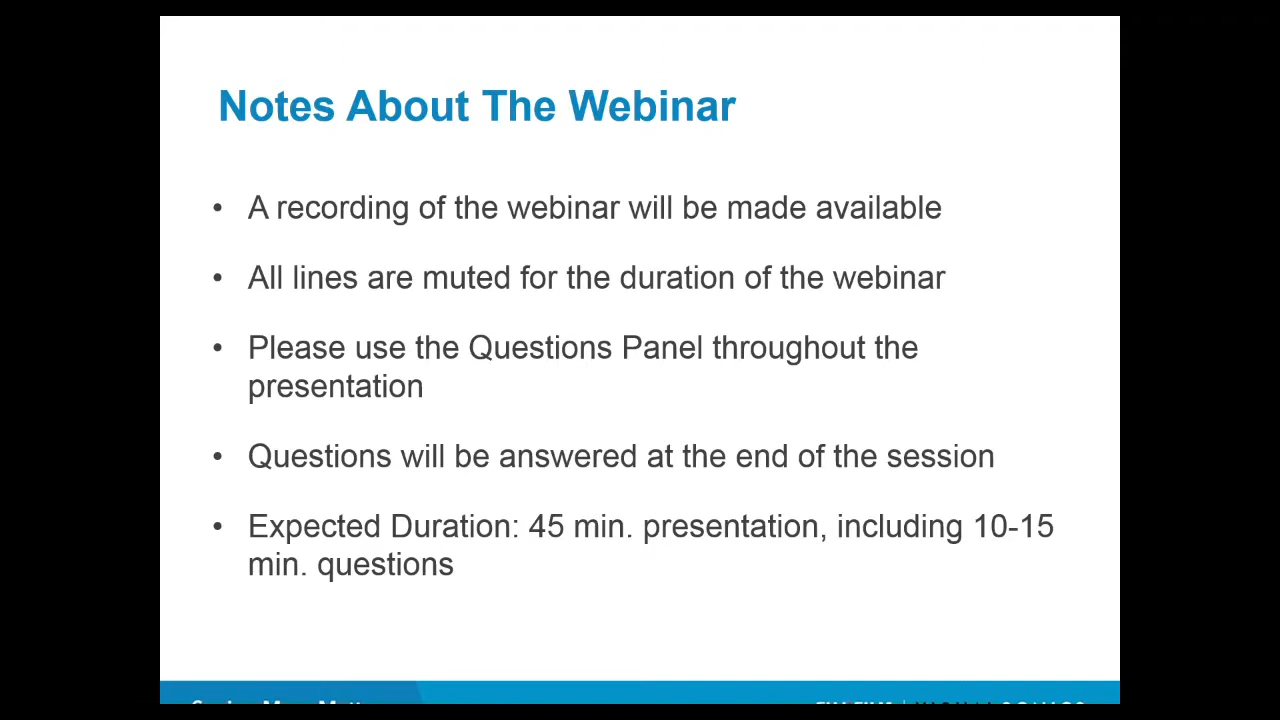 Notes About The Webinar
• A recording of the webinar will be made available
• All lines are muted for the duration of the webinar
• Please use the Questions Panel throughout the
presentation
• Questions will be answered at the end of the session
• Expected Duration: 45 min. presentation, including 10-15
min. questions